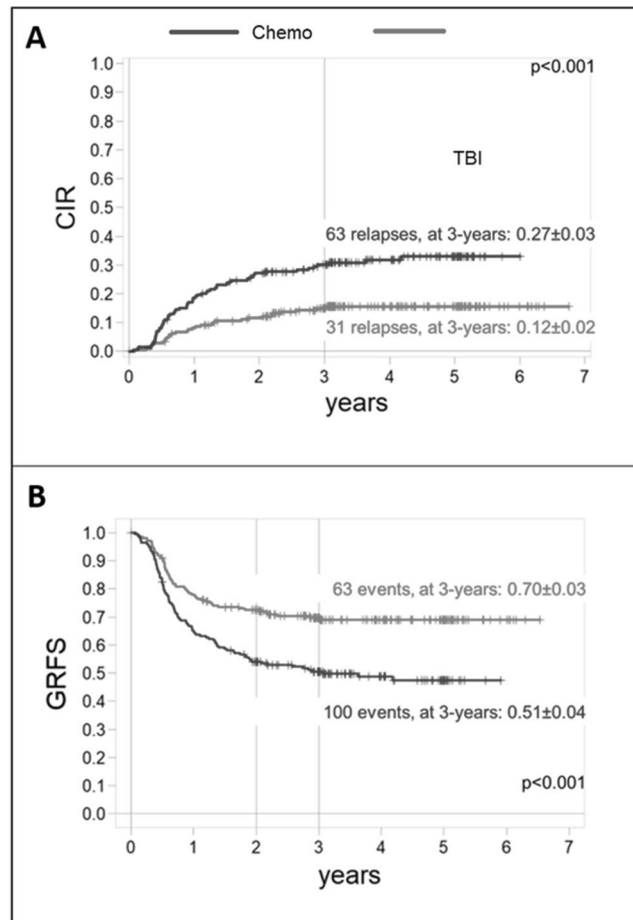 A
Chemo
p<0.001
1.0
0.9
0.8
0.7
0.6
0.5
0.4
0.3
0.2
0.1
0.0
CIR
TBI
63 relapses, at 3-years: 0.27±0.03
31 relapses, at 3-years: 0.12±0.02
0 1 2 3 4 5 6 7
years
B
1.0
0.9
0.8
0.7
0.6
0.5
0.4
0.3
0.2
0.1
0.0
GRFS
63 events, at 3-years: 0.70±0.03
100 events, at 3-years: 0.51±0.04
p<0.001
0 1 2 3 4 5 6 7
years